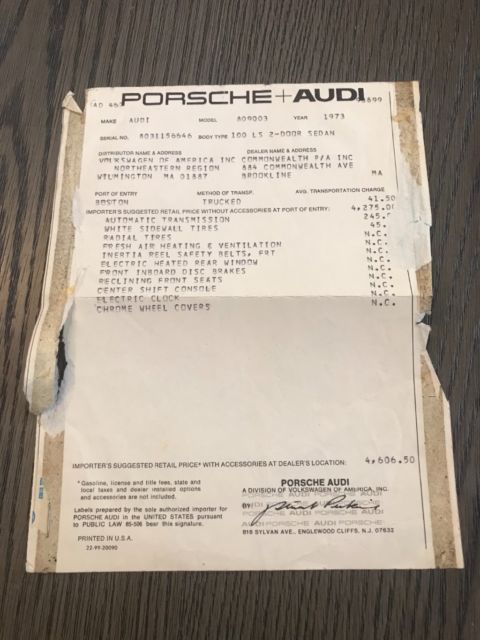 PORSCHE+AUDI
MAKE AUDI MODEL 809003 YEAR 1973
SERIAL NO. 8031156646 BODY TYPE 100 LS 2-DOOR SEDAN
DISTRIBUTOR NAME & ADDRESS DEALER NAME & ADDRESS
VOLKSWAGEN OF AMERICA INC COMMONWEALTH P/A INC
NORTHEASTERN REGION 884 COMMONWEALTH AVE
WILMINGTON MA 01887 BROOKLINE MA
PORT OF ENTRY METHOD OF TRANSP. AVG. TRANSPORTATION CHARGE
BOSTON TRUCKED 41.50
IMPORTER'S SUGGESTED RETAIL PRICE WITHOUT ACCESSORIES AT PORT OF ENTRY: 4,275.00
AUTOMATIC TRANSMISSION 245.
WHITE SIDEWALL TIRES 45.
RADIAL TIRES N.C.
FRESH AIR HEATING & VENTILATION N.C.
INERTIA REEL SAFETY BELTS, FRT N.C.
ELECTRIC HEATED REAR WINDOW N.C.
FRONT INBOARD DISC BRAKES N.C.
RECLINING FRONT SEATS N.C.
CENTER SHIFT CONSOLE N.C.
ELECTRIC CLOCK N.C.
CHROME WHEEL COVERS N.C.
IMPORTER'S SUGGESTED RETAIL PRICE* WITH ACCESSORIES AT DEALER'S LOCATION: 4,606.50
* Gasoline, license and title fees, state and
local taxes and dealer installed options
and accessories are not included.
PORSCHE AUDI
A DIVISION OF VOLKSWAGEN OF AMERICA, INC.
BY
Labels prepared by the sole authorized importer for
PORSCHE AUDI in the UNITED STATES pursuant
to PUBLIC LAW 85-506 bear this signature.
818 SYLVAN AVE., ENGLEWOOD CLIFFS, N.J. 07632
PRINTED IN U.S.A.
22-99-20090